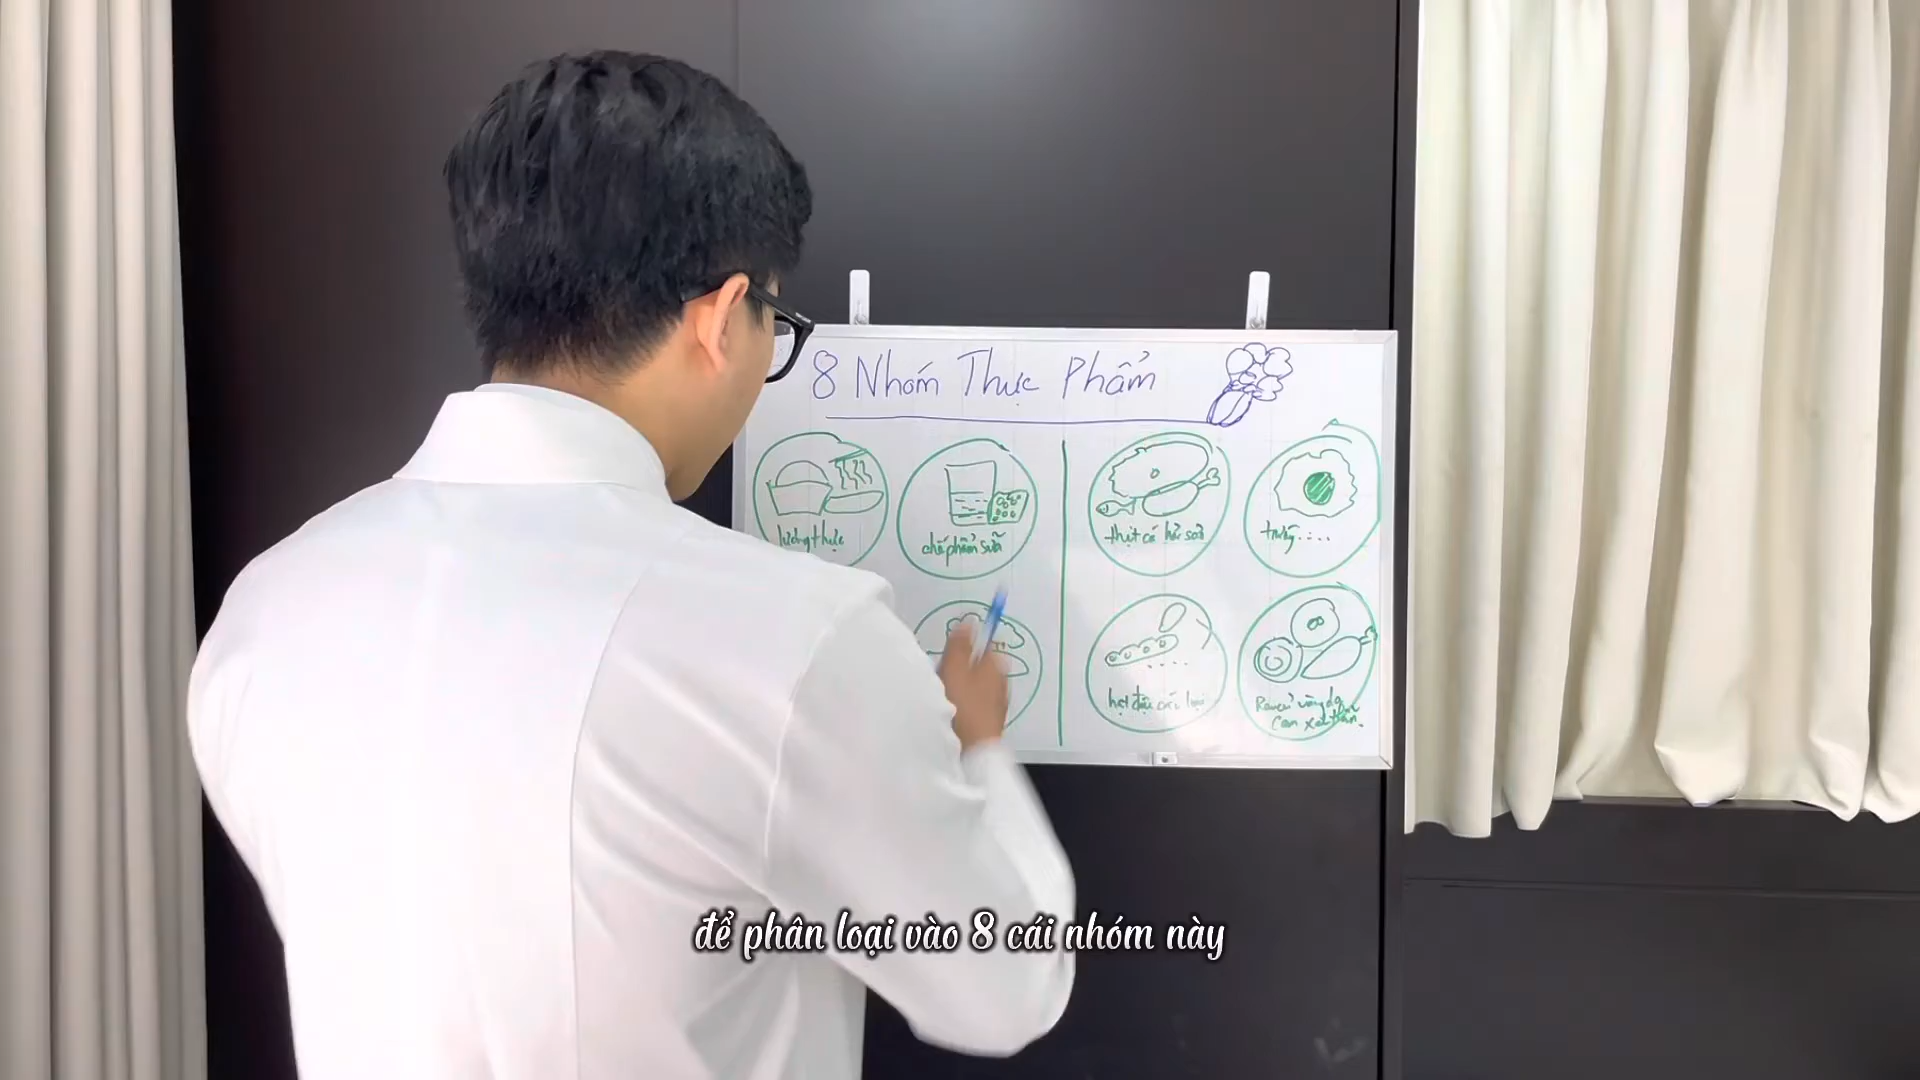 8 Nhóm Thực Phẩm
lương thực
chế phẩm sữa
thịt cá hải sản
trứng....
hạt đậu các loại
Rau củ vàng da
cam xanh
để phân loại vào 8 cái nhóm này